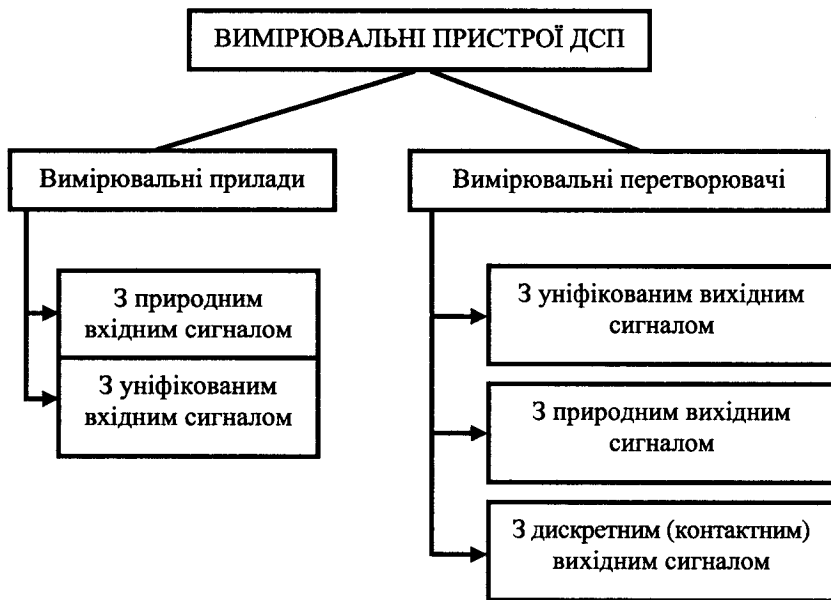 ВИМІРЮВАЛЬНІ ПРИСТРОЇ ДСП
Вимірювальні прилади
З природним
вхідним сигналом
З уніфікованим
вхідним сигналом
Вимірювальні перетворювачі
З уніфікованим вихідним
сигналом
З природним вихідним
сигналом
З дискретним (контактним)
вихідним сигналом